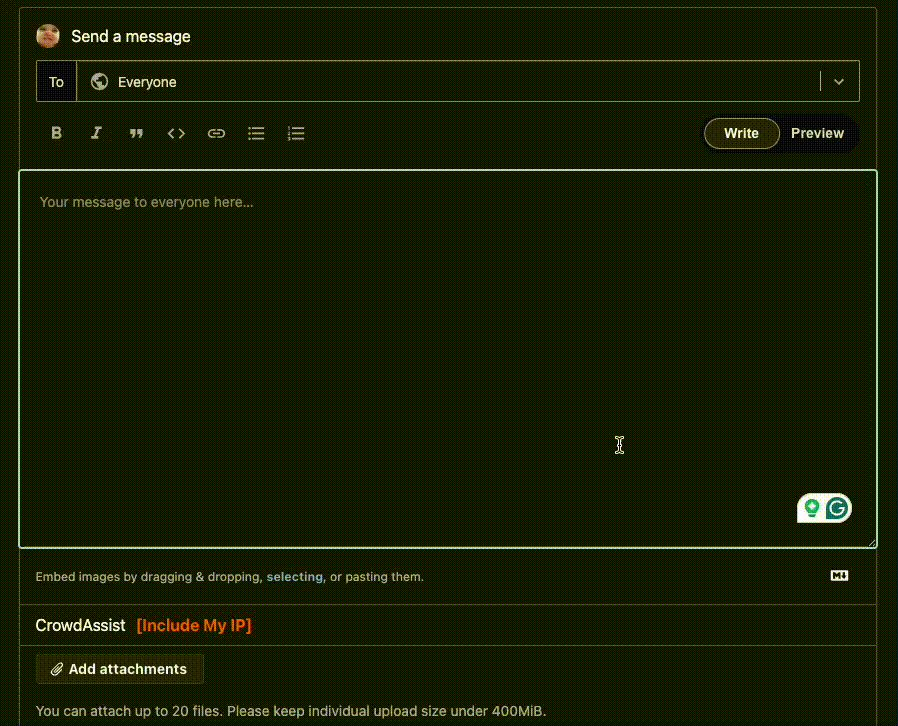 Send a message
To Everyone
B I Write Preview
Your message to everyone here...
Embed images by dragging & dropping, selecting, or pasting them.
CrowdAssist [Include My IP]
Add attachments
You can attach up to 20 files. Please keep individual upload size under 400MiB.